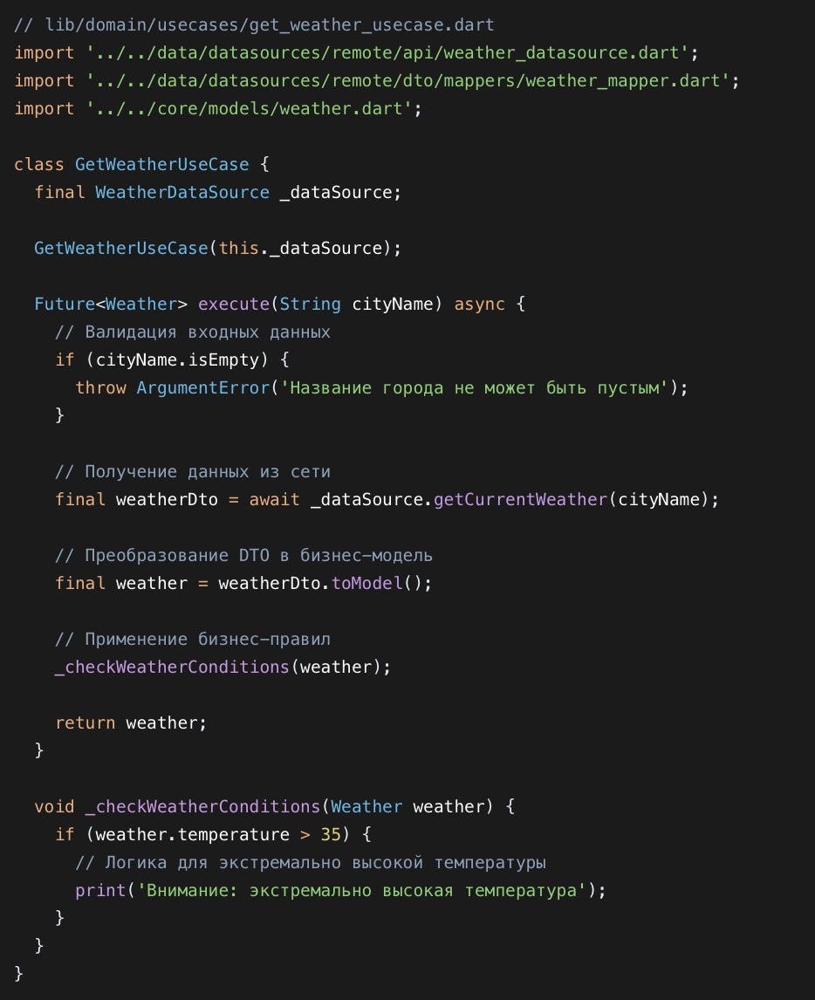 // lib/domain/usecases/get_weather_usecase.dart
import '../../data/datasources/remote/api/weather_datasource.dart';
import '../../data/datasources/remote/dto/mappers/weather_mapper.dart';
import '../../core/models/weather.dart';

class GetWeatherUseCase {
  final WeatherDataSource _dataSource;

  GetWeatherUseCase(this._dataSource);

  Future<Weather> execute(String cityName) async {
    // Валидация входных данных
    if (cityName.isEmpty) {
      throw ArgumentError('Название города не может быть пустым');
    }

    // Получение данных из сети
    final weatherDto = await _dataSource.getCurrentWeather(cityName);

    // Преобразование DTO в бизнес-модель
    final weather = weatherDto.toModel();

    // Применение бизнес-правил
    _checkWeatherConditions(weather);

    return weather;
  }

  void _checkWeatherConditions(Weather weather) {
    if (weather.temperature > 35) {
      // Логика для экстремально высокой температуры
      print('Внимание: экстремально высокая температура');
    }
  }
}